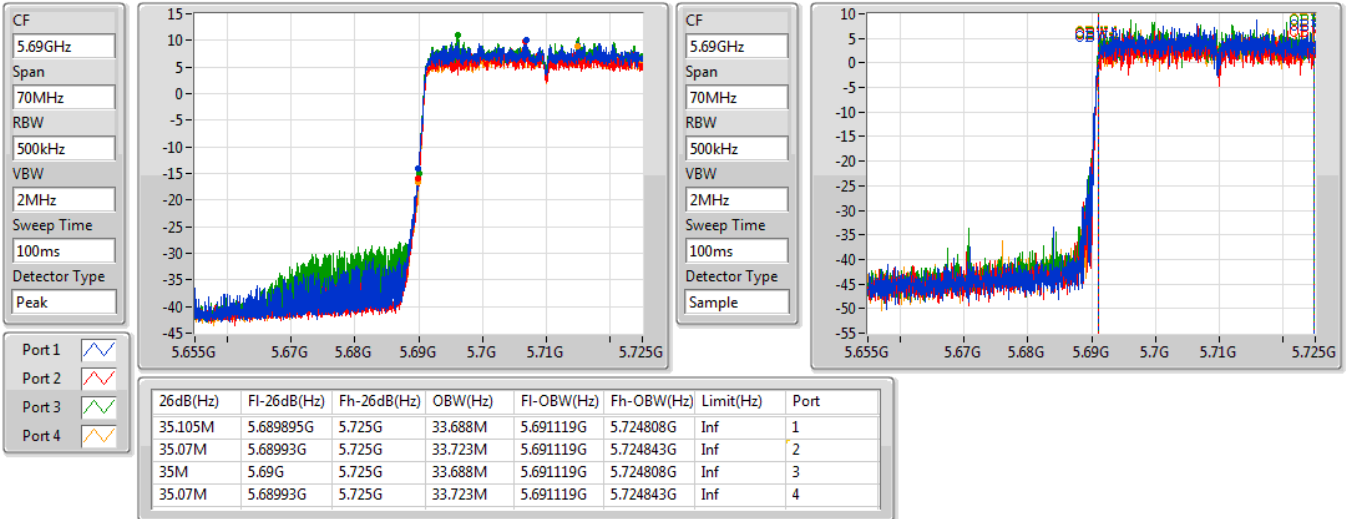 CF
5.69GHz
Span
70MHz
RBW
500kHz
VBW
2MHz
Sweep Time
100ms
Detector Type
Peak
15
10
5
0
-5
-10
-15
-20
-25
-30
-35
-40
-45
5.655G 5.67G 5.68G 5.69G 5.7G 5.71G 5.725G
CF
5.69GHz
Span
70MHz
RBW
500kHz
VBW
2MHz
Sweep Time
100ms
Detector Type
Sample
10
5
0
-5
-10
-15
-20
-25
-30
-35
-40
-45
-50
-55
5.655G 5.67G 5.68G 5.69G 5.7G 5.71G 5.725G
Port 1
Port 2
Port 3
Port 4
26dB(Hz) Fl-26dB(Hz) Fh-26dB(Hz) OBW(Hz) Fl-OBW(Hz) Fh-OBW(Hz) Limit(Hz) Port
35.105M 5.689895G 5.725G 33.688M 5.691119G 5.724808G Inf 1
35.07M 5.68993G 5.725G 33.723M 5.691119G 5.724843G Inf 2
35M 5.69G 5.725G 33.688M 5.691119G 5.724808G Inf 3
35.07M 5.68993G 5.725G 33.723M 5.691119G 5.724843G Inf 4